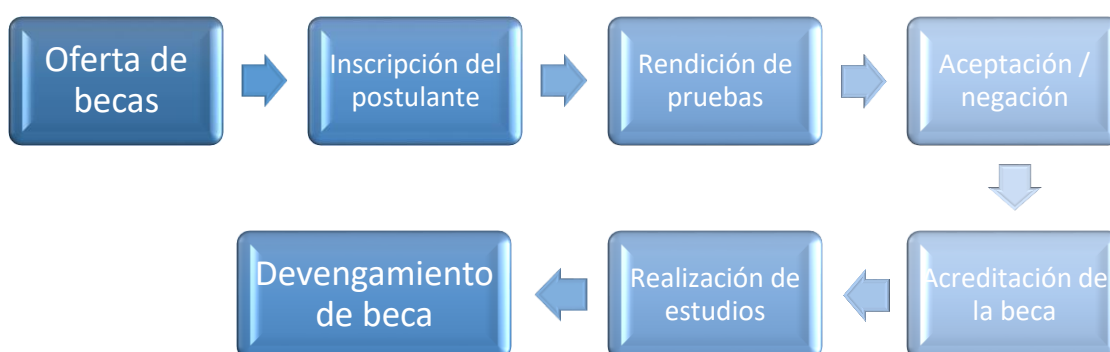 Oferta de
becas
Inscripción del
postulante
Rendición de
pruebas
Aceptación /
negación
Acreditación de
la beca
Realización de
estudios
Devengamiento
de beca